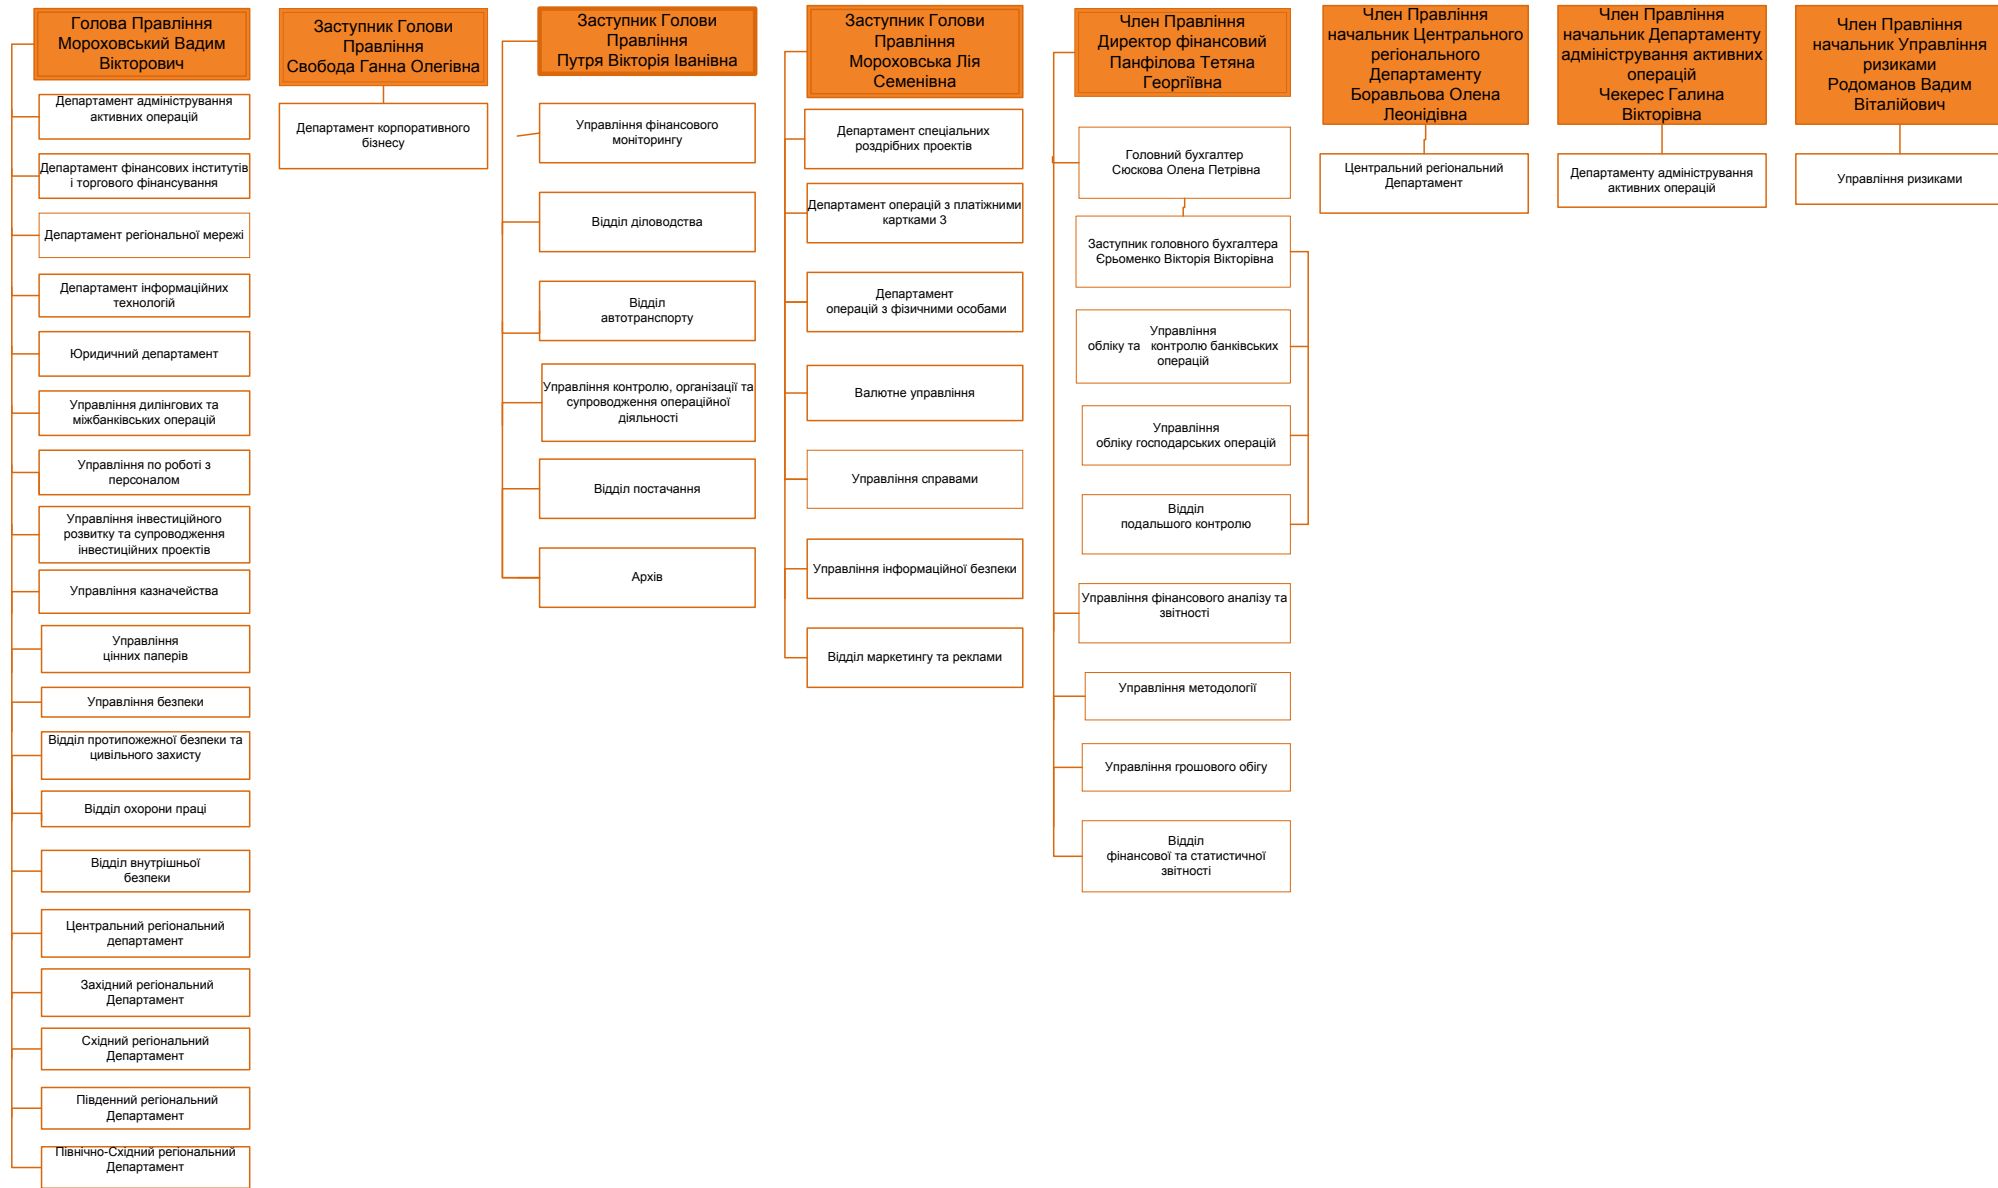 Голова Правління
Мороховський Вадим
Вікторович
Департамент адміністрування
активних операцій
Департамент фінансових інститутів
і торгового фінансування
Департамент регіональної мережі
Департамент інформаційних
технологій
Юридичний департамент
Управління дилінгових та
міжбанківських операцій
Управління по роботі з
персоналом
Управління інвестиційного
розвитку та супроводження
інвестиційних проектів
Управління казначейства
Управління
цінних паперів
Управління безпеки
Відділ протипожежної безпеки та
цивільного захисту
Відділ охорони праці
Відділ внутрішньої
безпеки
Центральний регіональний
департамент
Західний регіональний
Департамент
Східний регіональний
Департамент
Південний регіональний
Департамент
Північно-Східний регіональний
Департамент
Заступник Голови
Правління
Свобода Ганна Олегівна
Департамент корпоративного
бізнесу
Заступник Голови
Правління
Путря Вікторія Іванівна
Управління фінансового
моніторингу
Відділ діловодства
Відділ
автотранспорту
Управління контролю, організації та
супроводження операційної
діяльності
Відділ постачання
Архів
Заступник Голови
Правління
Мороховська Лія
Семенівна
Департамент спеціальних
роздрібних проектів
Департамент операцій з платіжними
картками 3
Департамент
операцій з фізичними особами
Валютне управління
Управління справами
Управління інформаційної безпеки
Відділ маркетингу та реклами
Член Правління
Директор фінансовий
Панфілова Тетяна
Георгіївна
Головний бухгалтер
Сюскова Олена Петрівна
Заступник головного бухгалтера
Єрьоменко Вікторія Вікторівна
Управління
обліку та контролю банківських
операцій
Управління
обліку господарських операцій
Відділ
подальшого контролю
Управління фінансового аналізу та
звітності
Управління методології
Управління грошового обігу
Відділ
фінансової та статистичної
звітності
Член Правління
начальник Центрального
регіонального
Департаменту
Боравльова Олена
Леонідівна
Центральний регіональний
Департамент
Член Правління
начальник Департаменту
адміністрування активних
операцій
Чекерес Галина
Вікторівна
Департаменту адміністрування
активних операцій
Член Правління
начальник Управління
ризиками
Родоманов Вадим
Віталійович
Управління ризиками